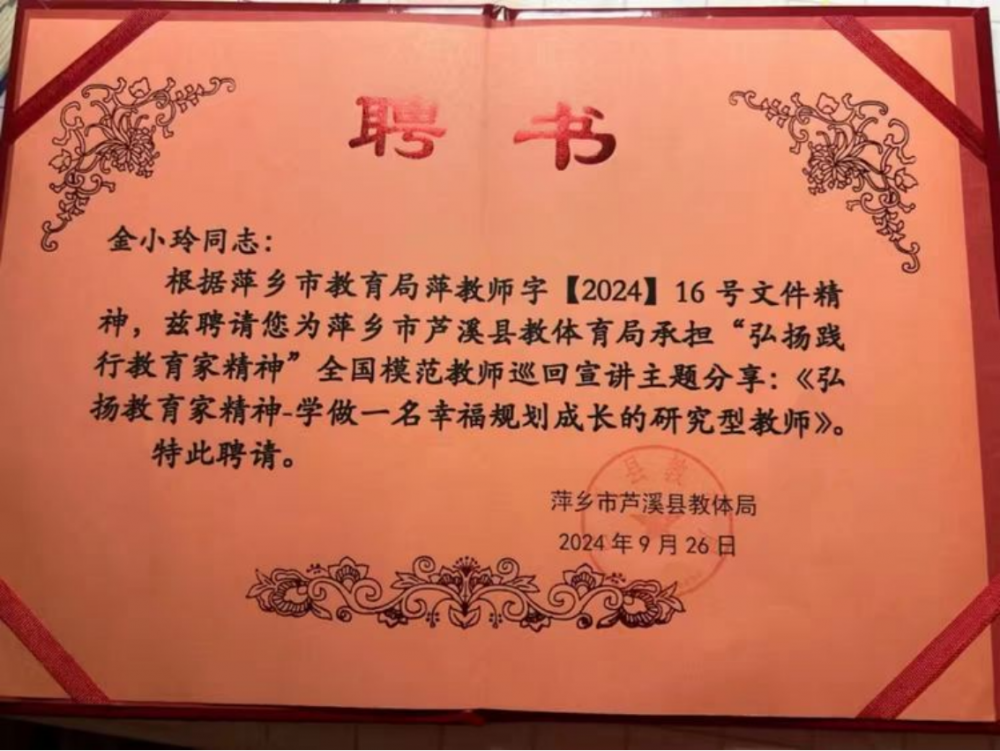 聘书
金小玲同志：
根据萍乡市教育局萍教师字【2024】16号文件精
神，兹聘请您为萍乡市芦溪县教体育局承担“弘扬践
行教育家精神”全国模范教师巡回宣讲主题分享：《弘
扬教育家精神-学做一名幸福规划成长的研究型教师》。
特此聘请。
县教
萍乡市芦溪县教体局
2024年9月26日